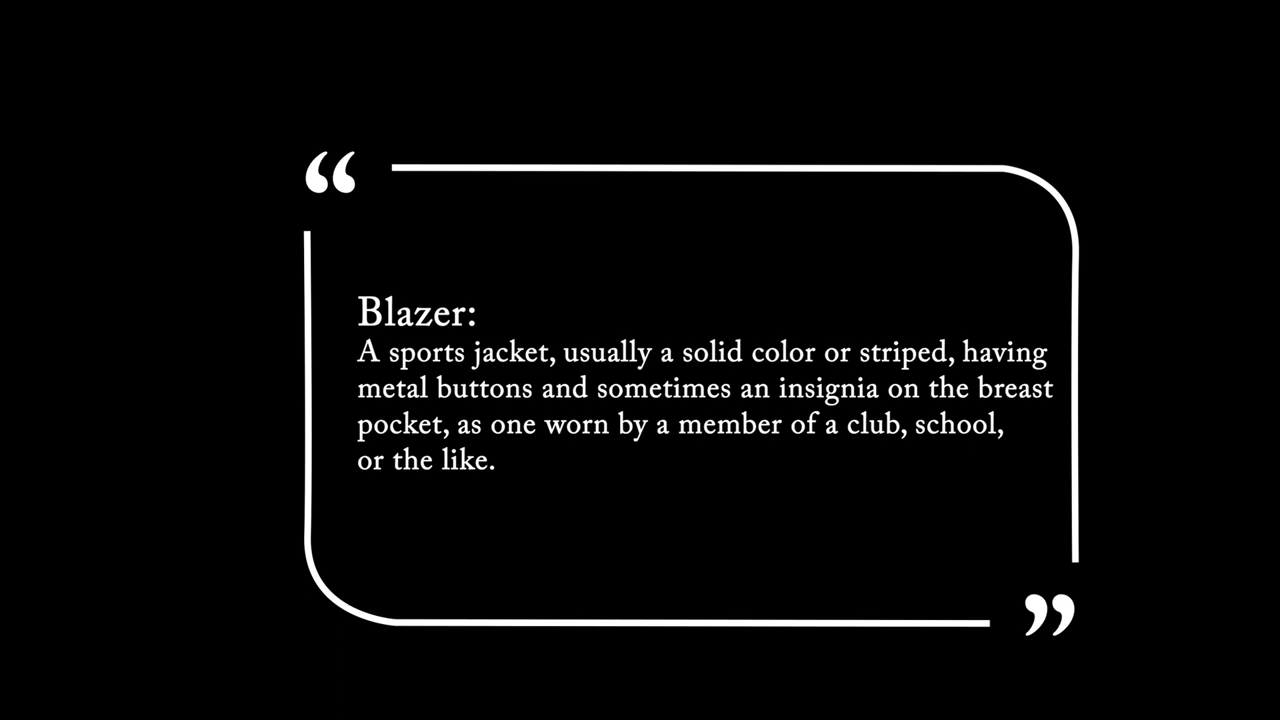 “
Blazer:
A sports jacket, usually a solid color or striped, having
metal buttons and sometimes an insignia on the breast
pocket, as one worn by a member of a club, school,
or the like.
”